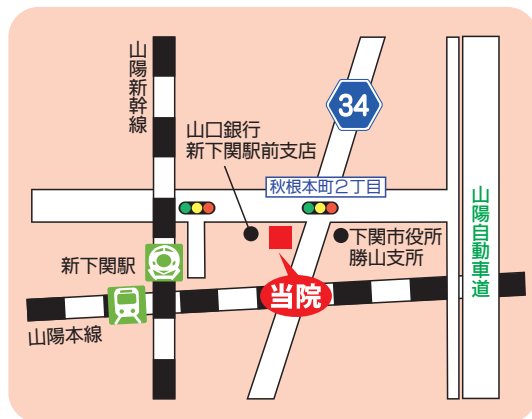 山陽新幹線
34
山口銀行
新下関駅前支店
秋根本町2丁目
下関市役所
勝山支所
山陽自動車道
新下関駅
当院
山陽本線